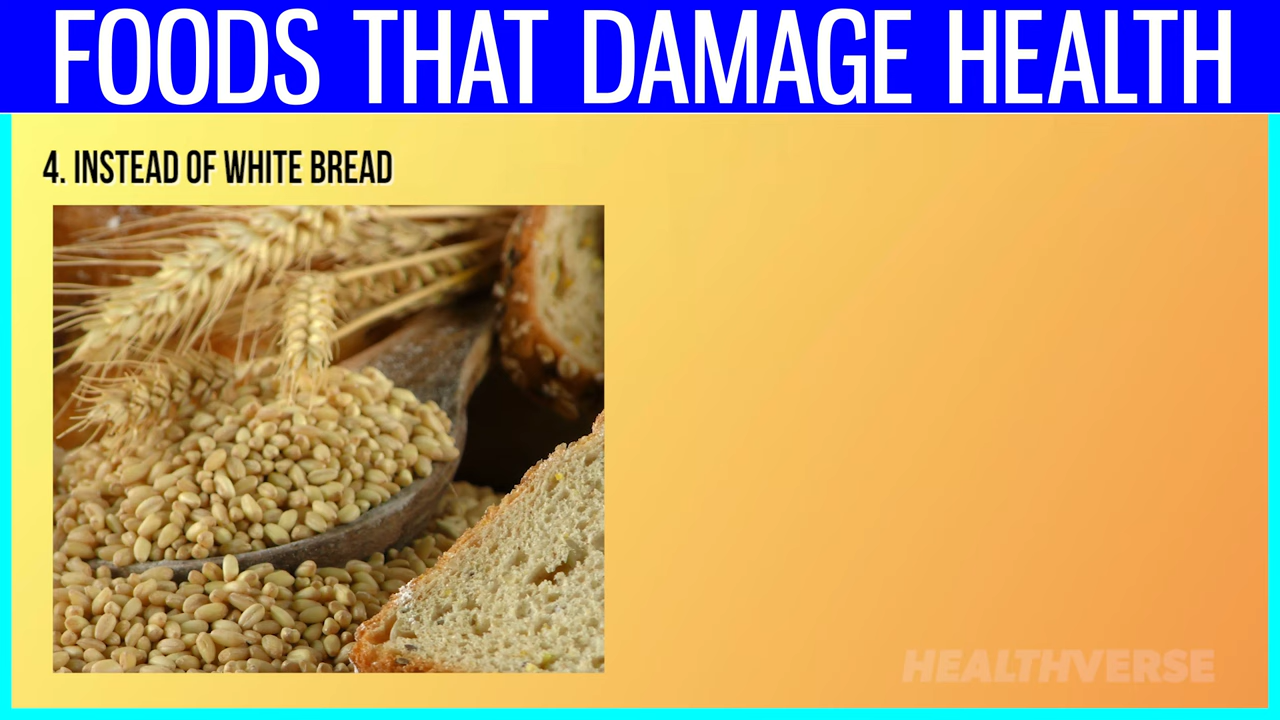 FOODS THAT DAMAGE HEALTH
4. INSTEAD OF WHITE BREAD
HEALTHVERSE